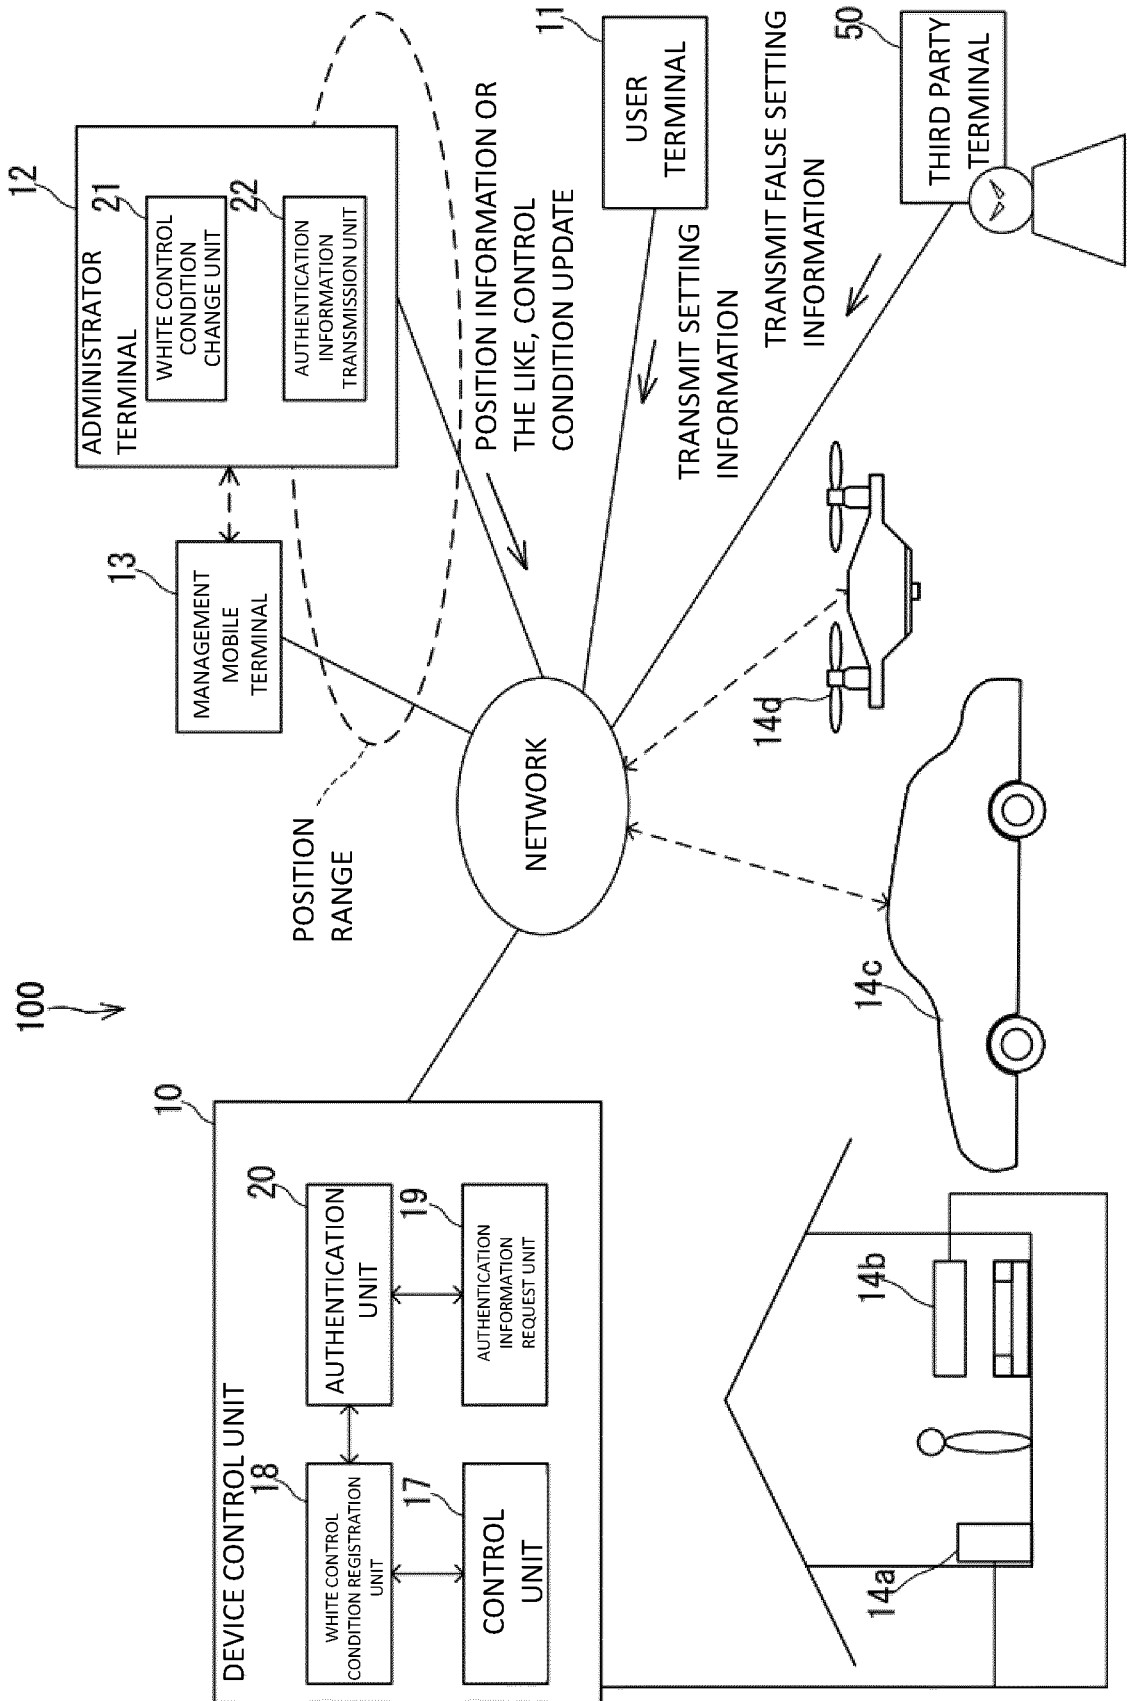 100
10
DEVICE CONTROL UNIT
18
WHITE CONTROL
CONDITION REGISTRATION
UNIT
20
AUTHENTICATION
UNIT
17
CONTROL
UNIT
19
AUTHENTICATION
INFORMATION
REQUEST UNIT
POSITION
RANGE
NETWORK
13
MANAGEMENT
MOBILE
TERMINAL
12
ADMINISTRATOR
TERMINAL
21
WHITE CONTROL
CONDITION
CHANGE UNIT
22
AUTHENTICATION
INFORMATION
TRANSMISSION UNIT
POSITION INFORMATION OR
THE LIKE, CONTROL
CONDITION UPDATE
11
USER
TERMINAL
TRANSMIT SETTING
INFORMATION
TRANSMIT FALSE SETTING
INFORMATION
50
THIRD PARTY
TERMINAL
14a
14b
14c
14d